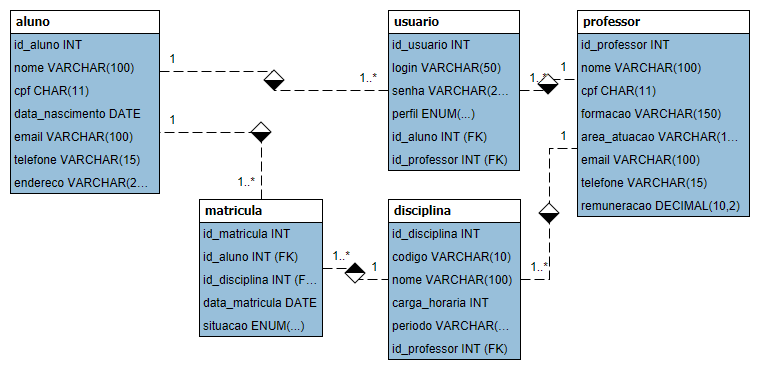 aluno
id_aluno INT
nome VARCHAR(100)
cpf CHAR(11)
data_nascimento DATE
email VARCHAR(100)
telefone VARCHAR(15)
endereco VARCHAR(2...
1
1..*
1
1..*
usuario
id_usuario INT
login VARCHAR(50)
senha VARCHAR(2...
perfil ENUM(...)
id_aluno INT (FK)
id_professor INT (FK)
1..*
1
professor
id_professor INT
nome VARCHAR(100)
cpf CHAR(11)
formacao VARCHAR(150)
area_atuacao VARCHAR(1...
email VARCHAR(100)
telefone VARCHAR(15)
remuneracao DECIMAL(10,2)
1
1..*
matricula
id_matricula INT
id_aluno INT (FK)
id_disciplina INT (F...
data_matricula DATE
situacao ENUM(...)
1..*
1
disciplina
id_disciplina INT
codigo VARCHAR(10)
nome VARCHAR(100)
carga_horaria INT
periodo VARCHAR(...
id_professor INT (FK)